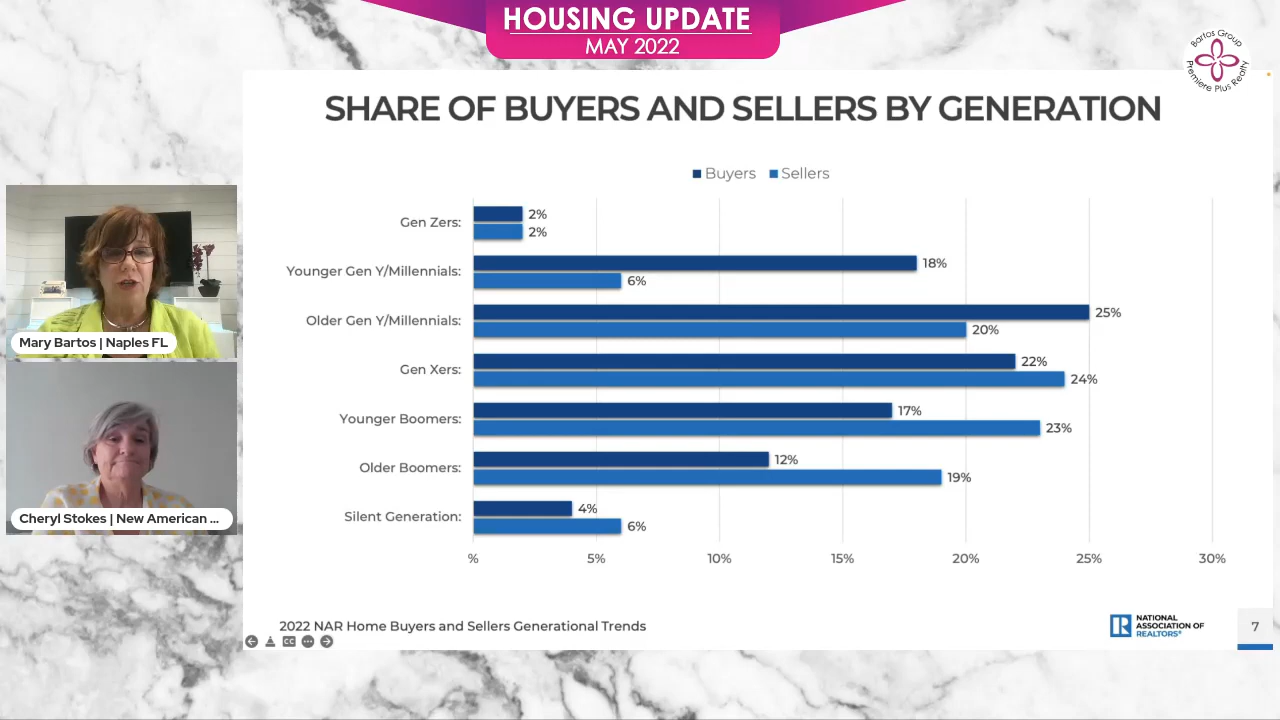 HOUSING UPDATE
MAY 2022
Bartos Group
Premiere Plus Realty
SHARE OF BUYERS AND SELLERS BY GENERATION
Buyers Sellers
Gen Zers: 2%
2%
Younger Gen Y/Millennials: 18%
6%
Older Gen Y/Millennials: 25%
20%
Gen Xers: 22%
24%
Younger Boomers: 17%
23%
Older Boomers: 12%
19%
Silent Generation: 4%
6%
% 5% 10% 15% 20% 25% 30%
Mary Bartos | Naples FL
Cheryl Stokes | New American ...
2022 NAR Home Buyers and Sellers Generational Trends
CC
NATIONAL
ASSOCIATION OF
REALTORS®
7